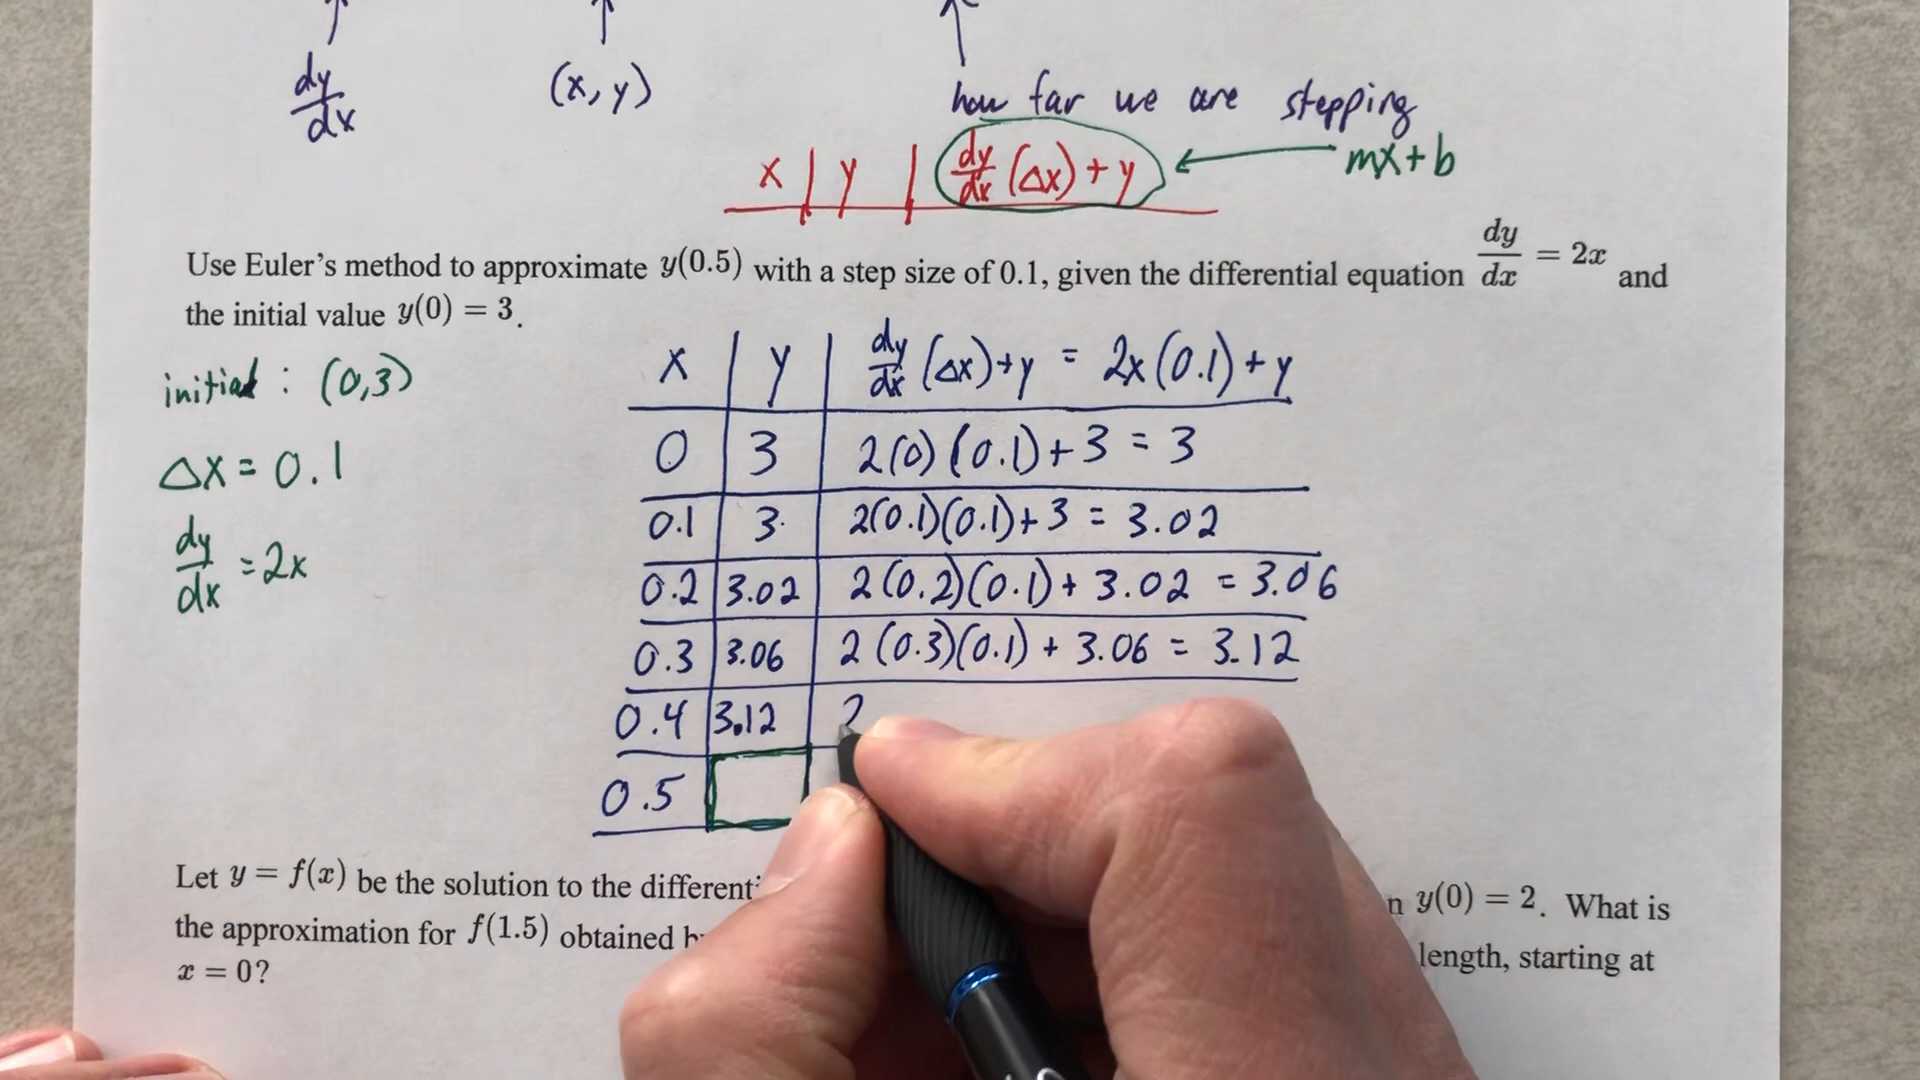 dy/dx (x, y) how far we are stepping
x | y | dy/dx (Δx) + y ← mx + b
Use Euler's method to approximate y(0.5) with a step size of 0.1, given the differential equation dy/dx = 2x and
the initial value y(0) = 3.
initial : (0,3)
Δx = 0.1
dy/dx = 2x
x | y | dy/dx (Δx) + y = 2x (0.1) + y
0 | 3 | 2(0)(0.1) + 3 = 3
0.1 | 3 | 2(0.1)(0.1) + 3 = 3.02
0.2 | 3.02 | 2(0.2)(0.1) + 3.02 = 3.06
0.3 | 3.06 | 2(0.3)(0.1) + 3.06 = 3.12
0.4 | 3.12 | 2
0.5
Let y = f(x) be the solution to the y(0) = 2. What is
the approximation for f(1.5) obtained length, starting at
x = 0?